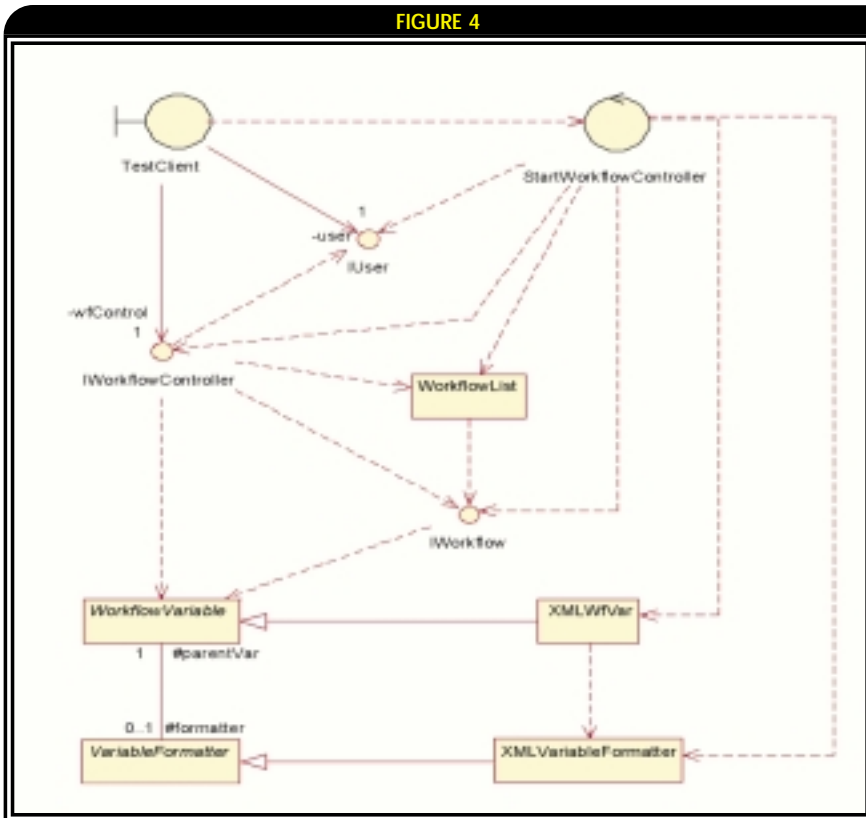 FIGURE 4
TestClient
StartWorkflowController
1
-user
IUser
-wfControl
1
IWorkflowController
WorkflowList
IWorkflow
WorkflowVariable
XMLWfVar
1 #parentVar
0..1 #formatter
VariableFormatter
XMLVariableFormatter